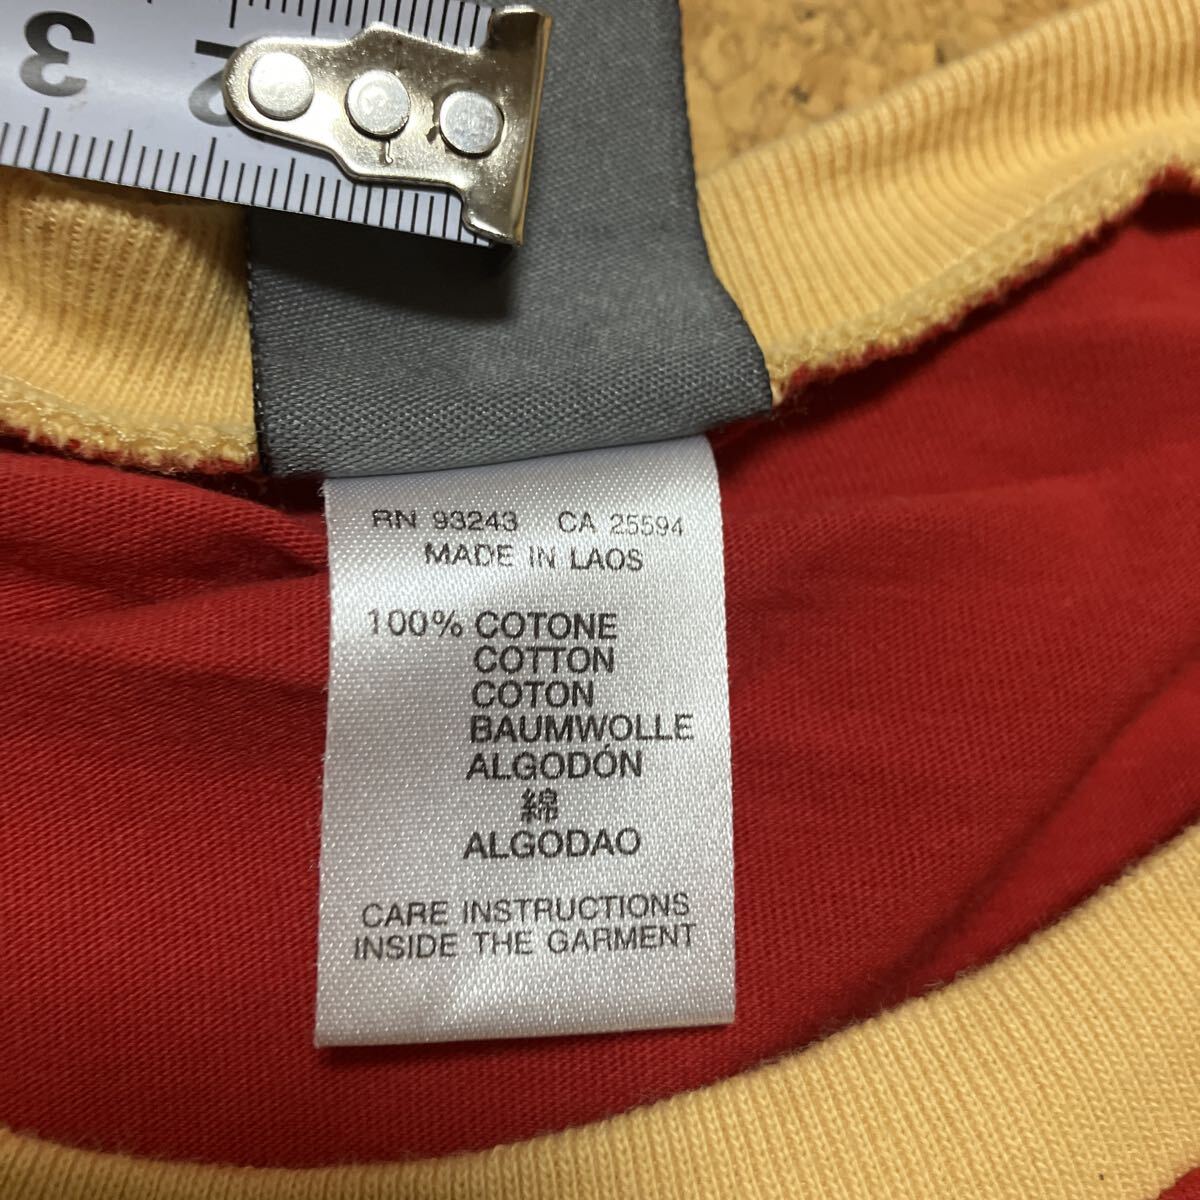 3 2
RN 93243 CA 25594
MADE IN LAOS
100% COTONE
COTTON
COTON
BAUMWOLLE
ALGODÓN
綿
ALGODAO
CARE INSTRUCTIONS
INSIDE THE GARMENT